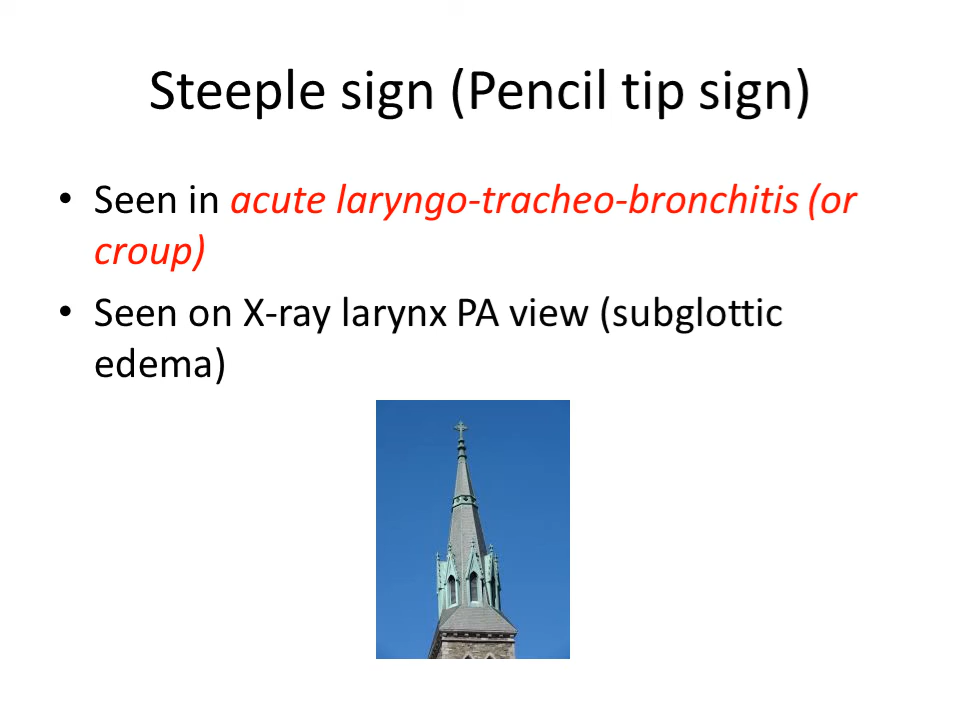 Steeple sign (Pencil tip sign)
• Seen in acute laryngo-tracheo-bronchitis (or
croup)
• Seen on X-ray larynx PA view (subglottic
edema)